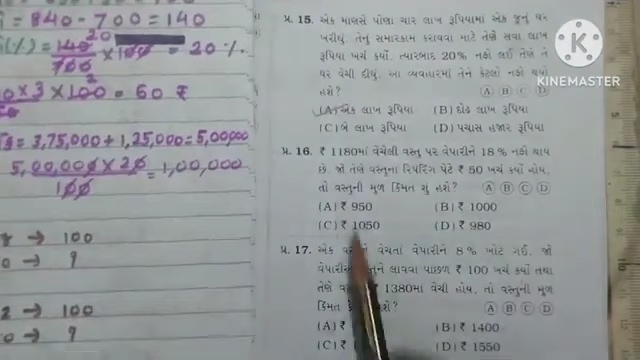 = 840 - 700 = 140
20
(%) = 140/700 × 100 = 20 %
× 3 × 100 2 = 60 ₹
= 3,75,000 + 1,25,000 = 5,00,000
5,00,000 × 20 / 100 = 1,00,000
→ 100
→ ?
2 → 100
→ ?
પ્ર. 15. એક માણસે પોણા ચાર લાખ રૂપિયામાં એક જૂનું ઘર
ખરીદ્યું. તેનું સમારકામ કરાવવા માટે તેણે સવા લાખ
રૂપિયા ખર્ચ કર્યો. ત્યારબાદ 20% નફો લઈ તેણે તે
ઘર વેચી દીધું. આ વ્યવહારમાં તેને કેટલો નફો થયો
હશે? A B C D
(A) એક લાખ રૂપિયા (B) દોઢ લાખ રૂપિયા
(C) બે લાખ રૂપિયા (D) પચાસ હજાર રૂપિયા
પ્ર. 16. ₹ 1180માં વેચેલી વસ્તુ પર વેપારીને 18% નફો થાય
છે. જો તેણે વસ્તુના રિપેરિંગ પેટે ₹ 50 ખર્ચ કર્યો હોય,
તો વસ્તુની મૂળ કિંમત શું હશે? A B C D
(A) ₹ 950 (B) ₹ 1000
(C) ₹ 1050 (D) ₹ 980
પ્ર. 17. એક વેચતાં વેપારીને 8% ખોટ ગઈ. જો
લાવવા પાછળ ₹ 100 ખર્ચ કર્યો તથા
તેણે ₹ 1380માં વેચી હોય, તો વસ્તુની મૂળ
કિંમત હશે? A B C D
(A) ₹ (B) ₹ 1400
(C) ₹ (D) ₹ 1550
KINEMASTER